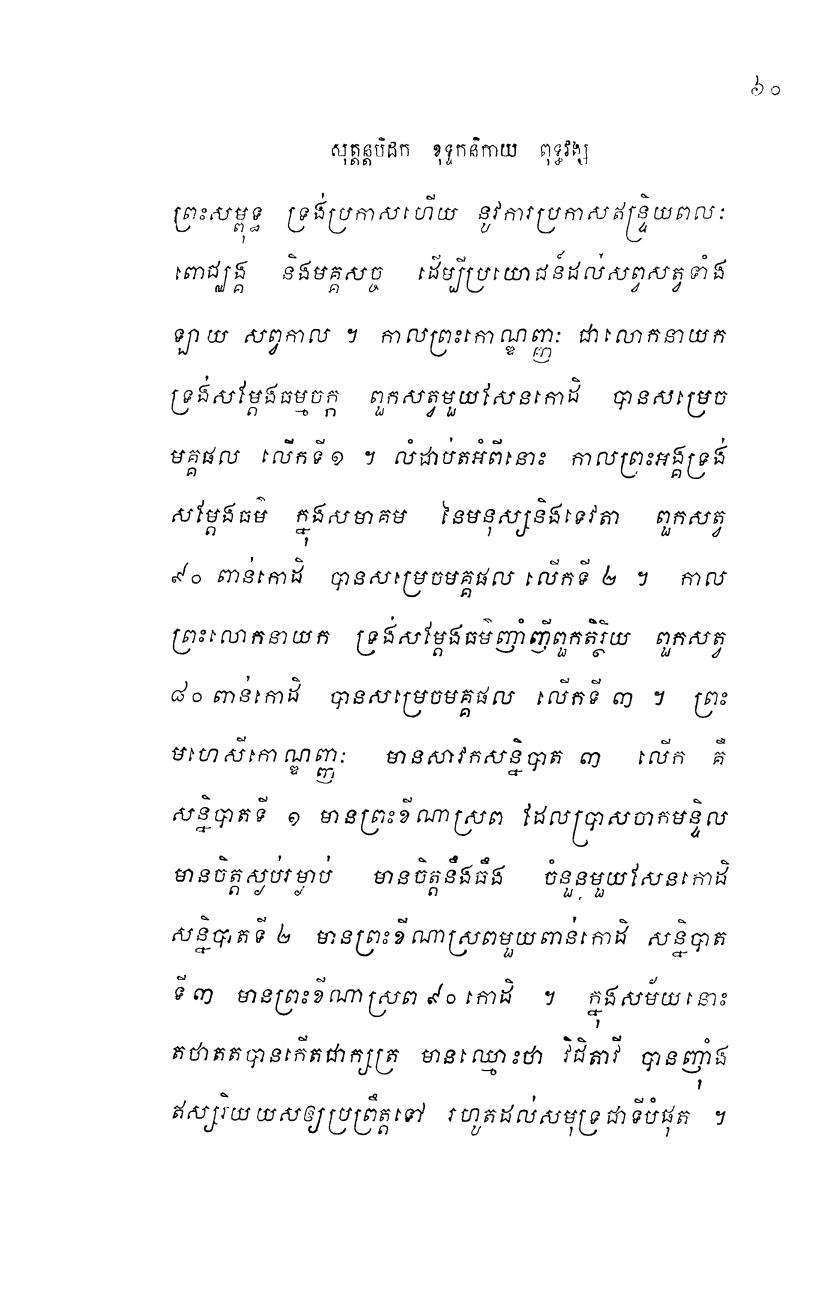 ៦០
សុត្តន្តបិដក ខុទ្ទកនិកាយ ពុទ្ធវង្ស
ព្រះសម្ពុទ្ធ ទ្រង់ប្រកាសហើយ នូវការប្រកាសឥន្ទ្រិយពលៈ
ពោជ្ឈង្គ និងមគ្គសច្ច ដើម្បីប្រយោជន៍ដល់សព្វសត្វទាំង
ឡាយ សព្វកាល ។ កាលព្រះកោណ្ឌញ្ញៈ ជាលោកនាយក
ទ្រង់សម្តែងធម្មចក្ក ពួកសត្វមួយសែនកោដិ បានសម្រេច
មគ្គផល លើកទី១ ។ លំដាប់តអំពីនោះ កាលព្រះអង្គទ្រង់
សម្តែងធម៌ ក្នុងសមាគម នៃមនុស្សនិងទេវតា ពួកសត្វ
៩០ ពាន់កោដិ បានសម្រេចមគ្គផល លើកទី ២ ។ កាល
ព្រះលោកនាយក ទ្រង់សម្តែងធម៌ញាំញីពួកតិរ្ថិយ ពួកសត្វ
៨០ ពាន់កោដិ បានសម្រេចមគ្គផល លើកទី ៣ ។ ព្រះ
មហេសីកោណ្ឌញ្ញៈ មានសាវកសន្និបាត ៣ លើក គឺ
សន្និបាតទី ១ មានព្រះខីណាស្រព ដែលប្រាសចាកមន្ទិល
មានចិត្តស្ងប់រម្ងាប់ មានចិត្តនឹងធឹង ចំនួនមួយសែនកោដិ
សន្និបាតទី ២ មានព្រះខីណាស្រពមួយពាន់កោដិ សន្និបាត
ទី ៣ មានព្រះខីណាស្រព ៩០ កោដិ ។ ក្នុងសម័យនោះ
តថាគតបានកើតជាក្សត្រ មានឈ្មោះថា វិជិតាវី បានញ៉ាំង
ឥស្សរិយយសឲ្យប្រព្រឹត្តទៅ រហូតដល់សមុទ្រជាទីបំផុត ។